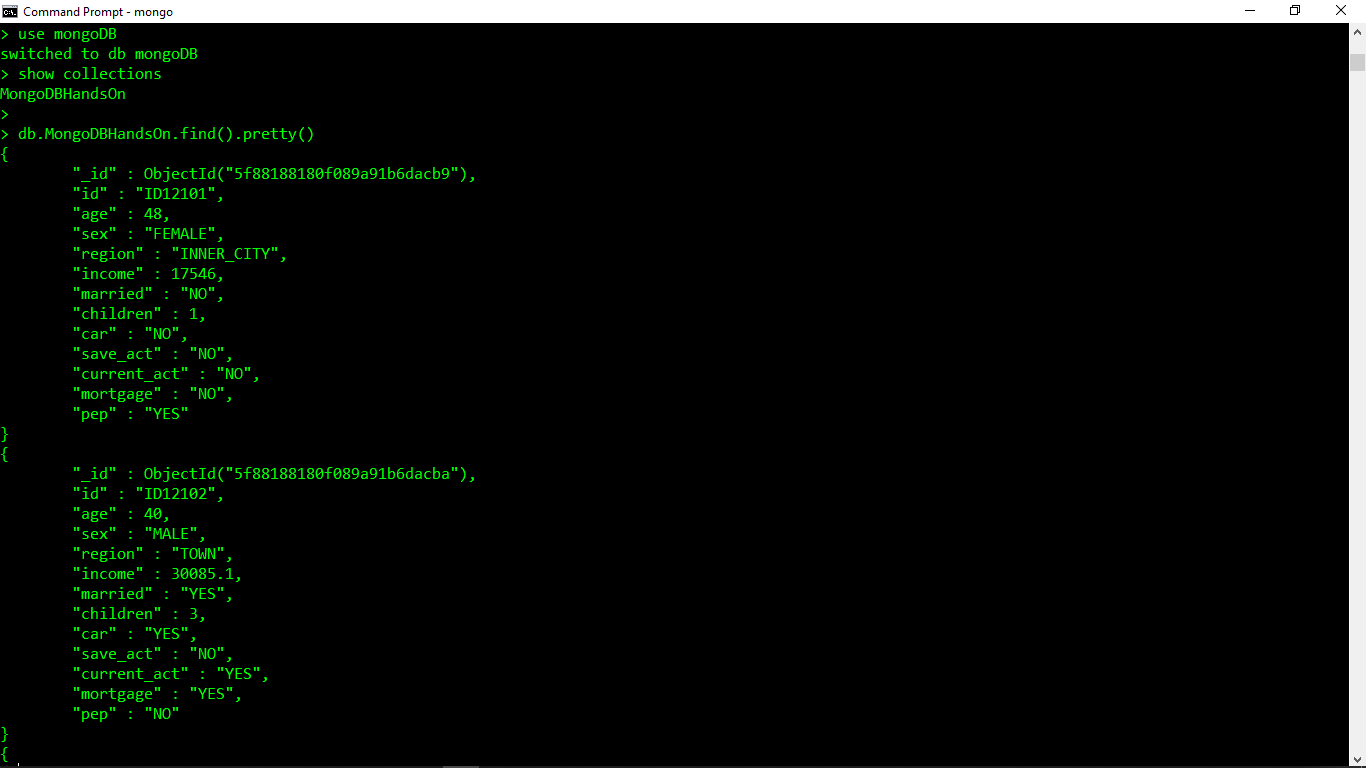 Command Prompt - mongo
> use mongoDB
switched to db mongoDB
> show collections
MongoDBHandsOn
>
> db.MongoDBHandsOn.find().pretty()
{
        "_id" : ObjectId("5f88188180f089a91b6dacb9"),
        "id" : "ID12101",
        "age" : 48,
        "sex" : "FEMALE",
        "region" : "INNER_CITY",
        "income" : 17546,
        "married" : "NO",
        "children" : 1,
        "car" : "NO",
        "save_act" : "NO",
        "current_act" : "NO",
        "mortgage" : "NO",
        "pep" : "YES"
}
{
        "_id" : ObjectId("5f88188180f089a91b6dacba"),
        "id" : "ID12102",
        "age" : 40,
        "sex" : "MALE",
        "region" : "TOWN",
        "income" : 30085.1,
        "married" : "YES",
        "children" : 3,
        "car" : "YES",
        "save_act" : "NO",
        "current_act" : "YES",
        "mortgage" : "YES",
        "pep" : "NO"
}
{